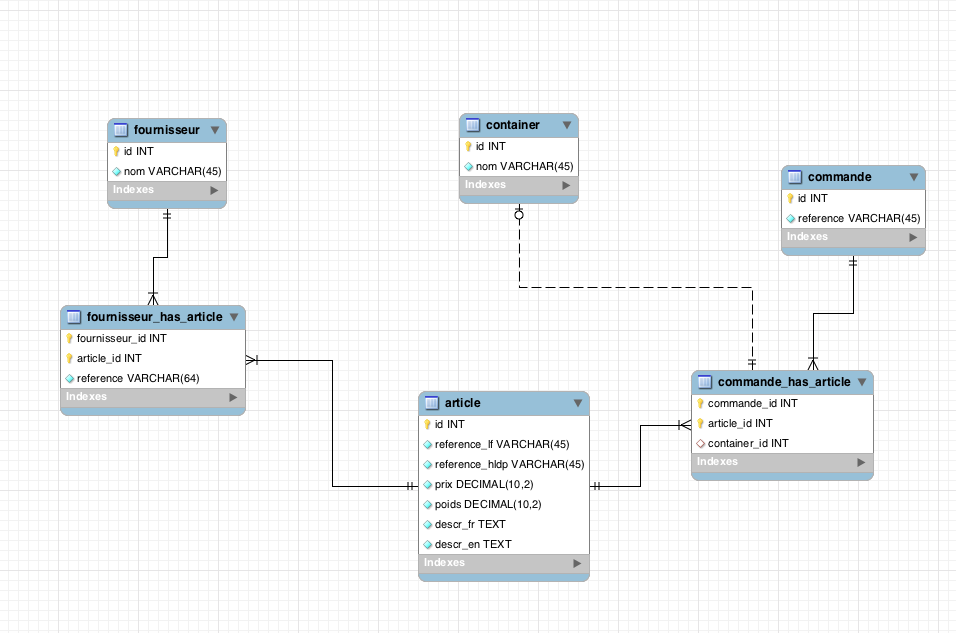 fournisseur
id INT
nom VARCHAR(45)
Indexes
container
id INT
nom VARCHAR(45)
Indexes
commande
id INT
reference VARCHAR(45)
Indexes
fournisseur_has_article
fournisseur_id INT
article_id INT
reference VARCHAR(64)
Indexes
article
id INT
reference_lf VARCHAR(45)
reference_hldp VARCHAR(45)
prix DECIMAL(10,2)
poids DECIMAL(10,2)
descr_fr TEXT
descr_en TEXT
Indexes
commande_has_article
commande_id INT
article_id INT
container_id INT
Indexes